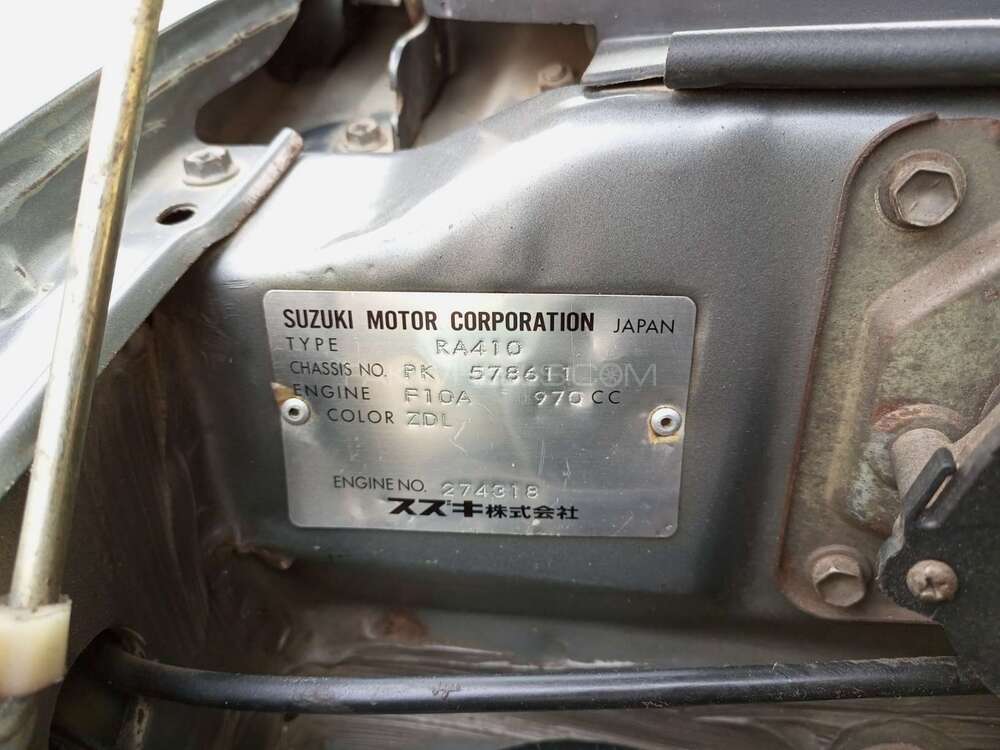 SUZUKI MOTOR CORPORATION JAPAN
TYPE RA410
CHASSIS NO. PK 578611
ENGINE F10A 970 CC
COLOR ZDL
ENGINE NO. 274318
スズキ株式会社